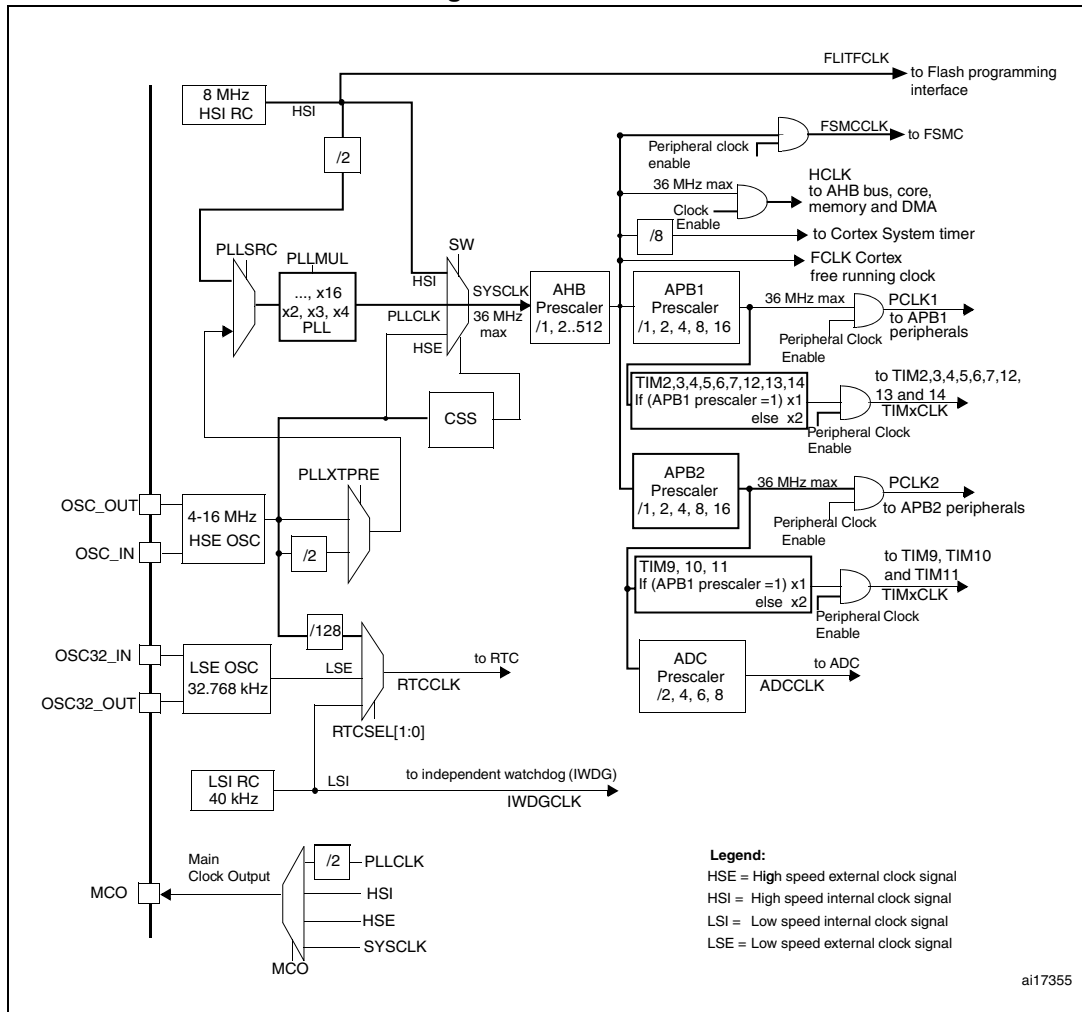 FLITFCLK
to Flash programming
interface
8 MHz
HSI RC
HSI
/2
FSMCCLK
to FSMC
Peripheral clock
enable
36 MHz max
HCLK
to AHB bus, core,
memory and DMA
Clock
Enable
/8
to Cortex System timer
FCLK Cortex
free running clock
PLLSRC
PLLMUL
..., x16
x2, x3, x4
PLL
PLLCLK
SW
HSI
HSE
SYSCLK
36 MHz
max
AHB
Prescaler
/1, 2..512
APB1
Prescaler
/1, 2, 4, 8, 16
36 MHz max
PCLK1
to APB1
peripherals
Peripheral Clock
Enable
TIM2,3,4,5,6,7,12,13,14
If (APB1 prescaler =1) x1
else x2
to TIM2,3,4,5,6,7,12,
13 and 14
TIMxCLK
Peripheral Clock
Enable
CSS
PLLXTPRE
OSC_OUT
OSC_IN
4-16 MHz
HSE OSC
/2
APB2
Prescaler
/1, 2, 4, 8, 16
36 MHz max
PCLK2
to APB2 peripherals
Peripheral Clock
Enable
TIM9, 10, 11
If (APB1 prescaler =1) x1
else x2
to TIM9, TIM10
and TIM11
TIMxCLK
Peripheral Clock
Enable
/128
OSC32_IN
OSC32_OUT
LSE OSC
32.768 kHz
LSE
to RTC
RTCCLK
RTCSEL[1:0]
ADC
Prescaler
/2, 4, 6, 8
to ADC
ADCCLK
LSI RC
40 kHz
LSI
to independent watchdog (IWDG)
IWDGCLK
MCO
Main
Clock Output
/2
PLLCLK
HSI
HSE
SYSCLK
MCO
Legend:
HSE = High speed external clock signal
HSI = High speed internal clock signal
LSI = Low speed internal clock signal
LSE = Low speed external clock signal
ai17355